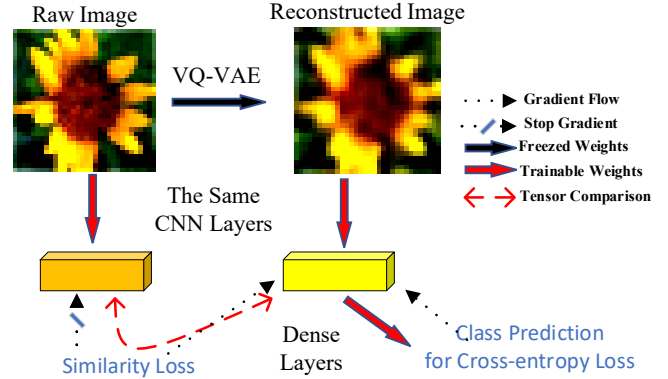 Raw Image
Reconstructed Image
VQ-VAE
Gradient Flow
Stop Gradient
Freezed Weights
Trainable Weights
Tensor Comparison
The Same
CNN Layers
Similarity Loss
Dense
Layers
Class Prediction
for Cross-entropy Loss